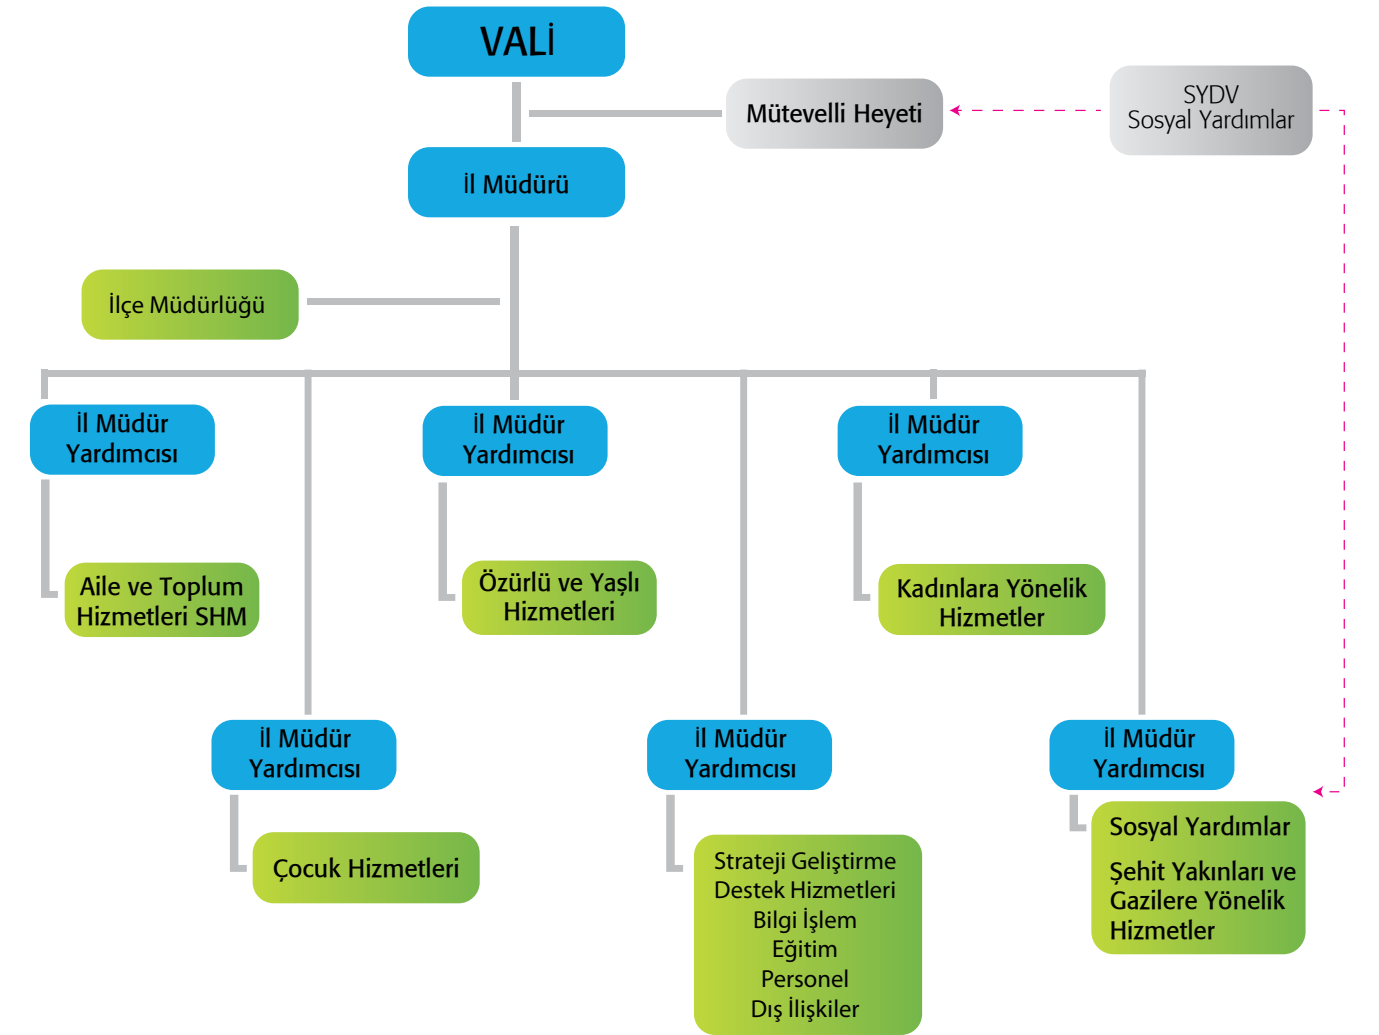 VALİ
Mütevelli Heyeti
SYDV
Sosyal Yardımlar
İl Müdürü
İlçe Müdürlüğü
İl Müdür
Yardımcısı
İl Müdür
Yardımcısı
İl Müdür
Yardımcısı
Aile ve Toplum
Hizmetleri SHM
Özürlü ve Yaşlı
Hizmetleri
Kadınlara Yönelik
Hizmetler
İl Müdür
Yardımcısı
İl Müdür
Yardımcısı
İl Müdür
Yardımcısı
Çocuk Hizmetleri
Strateji Geliştirme
Destek Hizmetleri
Bilgi İşlem
Eğitim
Personel
Dış İlişkiler
Sosyal Yardımlar
Şehit Yakınları ve
Gazilere Yönelik
Hizmetler